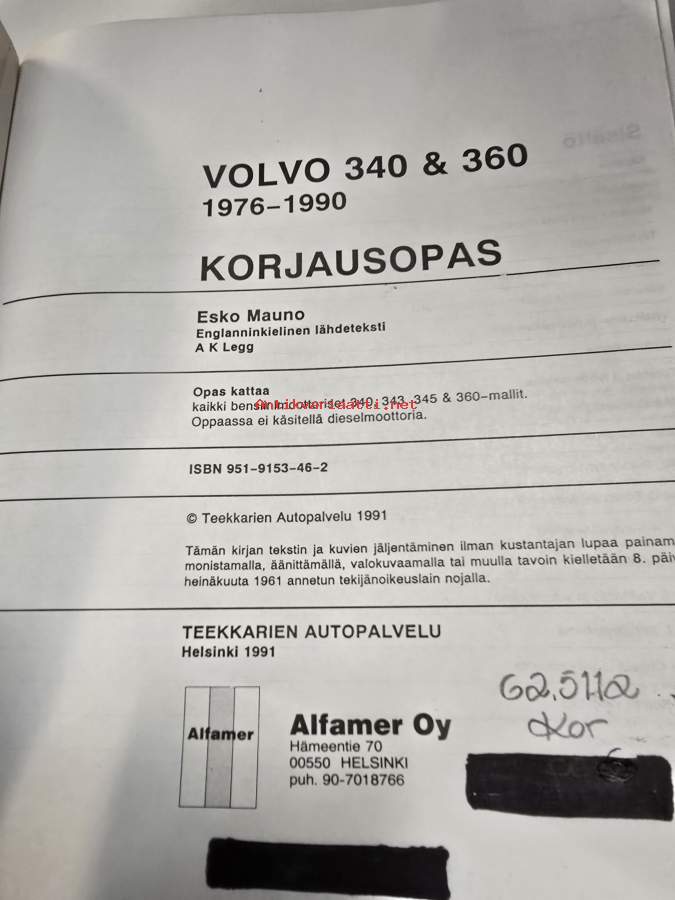 VOLVO 340 & 360
1976–1990
KORJAUSOPAS
Esko Mauno
Englanninkielinen lähdeteksti
A K Legg
Opas kattaa
kaikki bensiinimoottoriset 340, 343, 345 & 360-mallit.
Antikvariaatti.net
Oppaassa ei käsitellä dieselmoottoria.
ISBN 951-9153-46-2
© Teekkarien Autopalvelu 1991
Tämän kirjan tekstin ja kuvien jäljentäminen ilman kustantajan lupaa painam
monistamalla, äänittämällä, valokuvaamalla tai muulla tavoin kielletään 8. päiv
heinäkuuta 1961 annetun tekijänoikeuslain nojalla.
TEEKKARIEN AUTOPALVELU
Helsinki 1991
62.5112
Kor
Alfamer
Alfamer Oy
Hämeentie 70
00550 HELSINKI
puh. 90-7018766